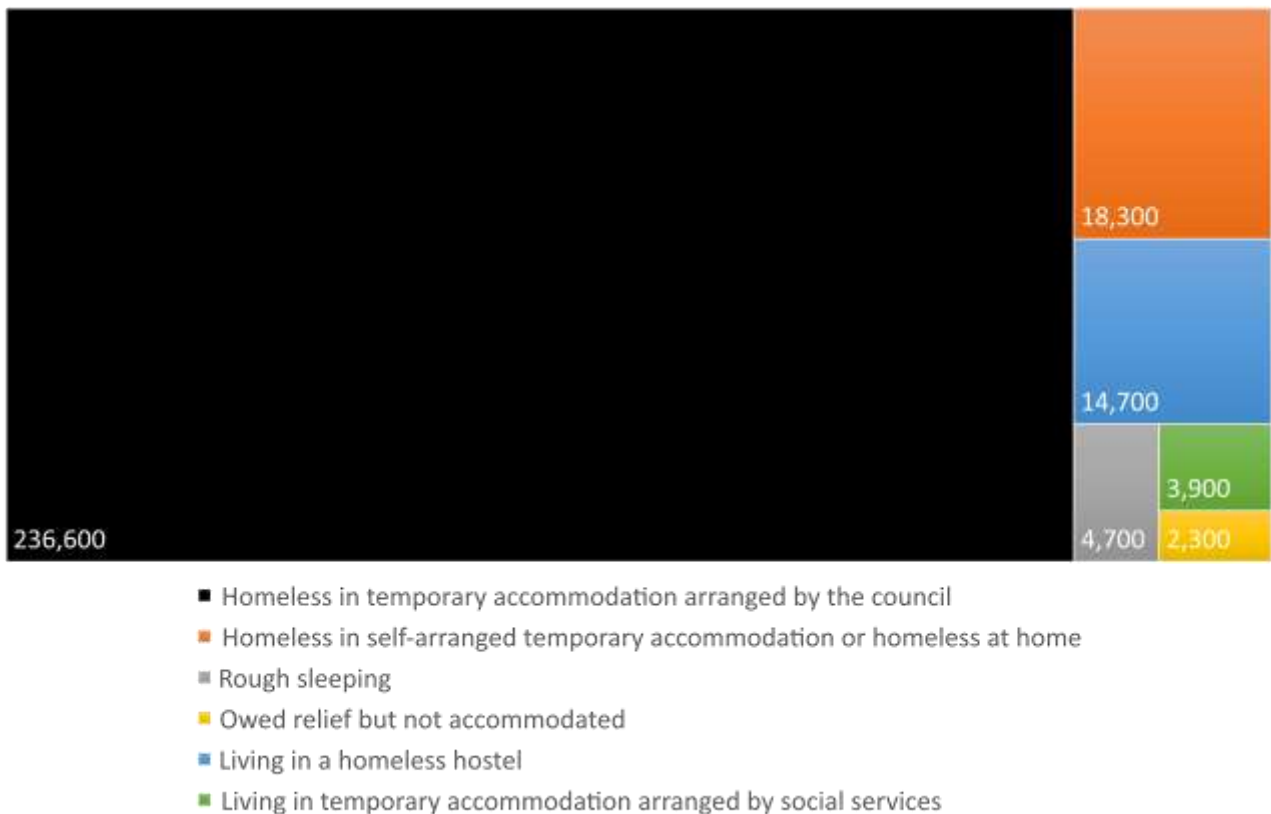 18,300
14,700
3,900
236,600
4,700
2,300
Homeless in temporary accommodation arranged by the council
Homeless in self-arranged temporary accommodation or homeless at home
Rough sleeping
Owed relief but not accommodated
Living in a homeless hostel
Living in temporary accommodation arranged by social services